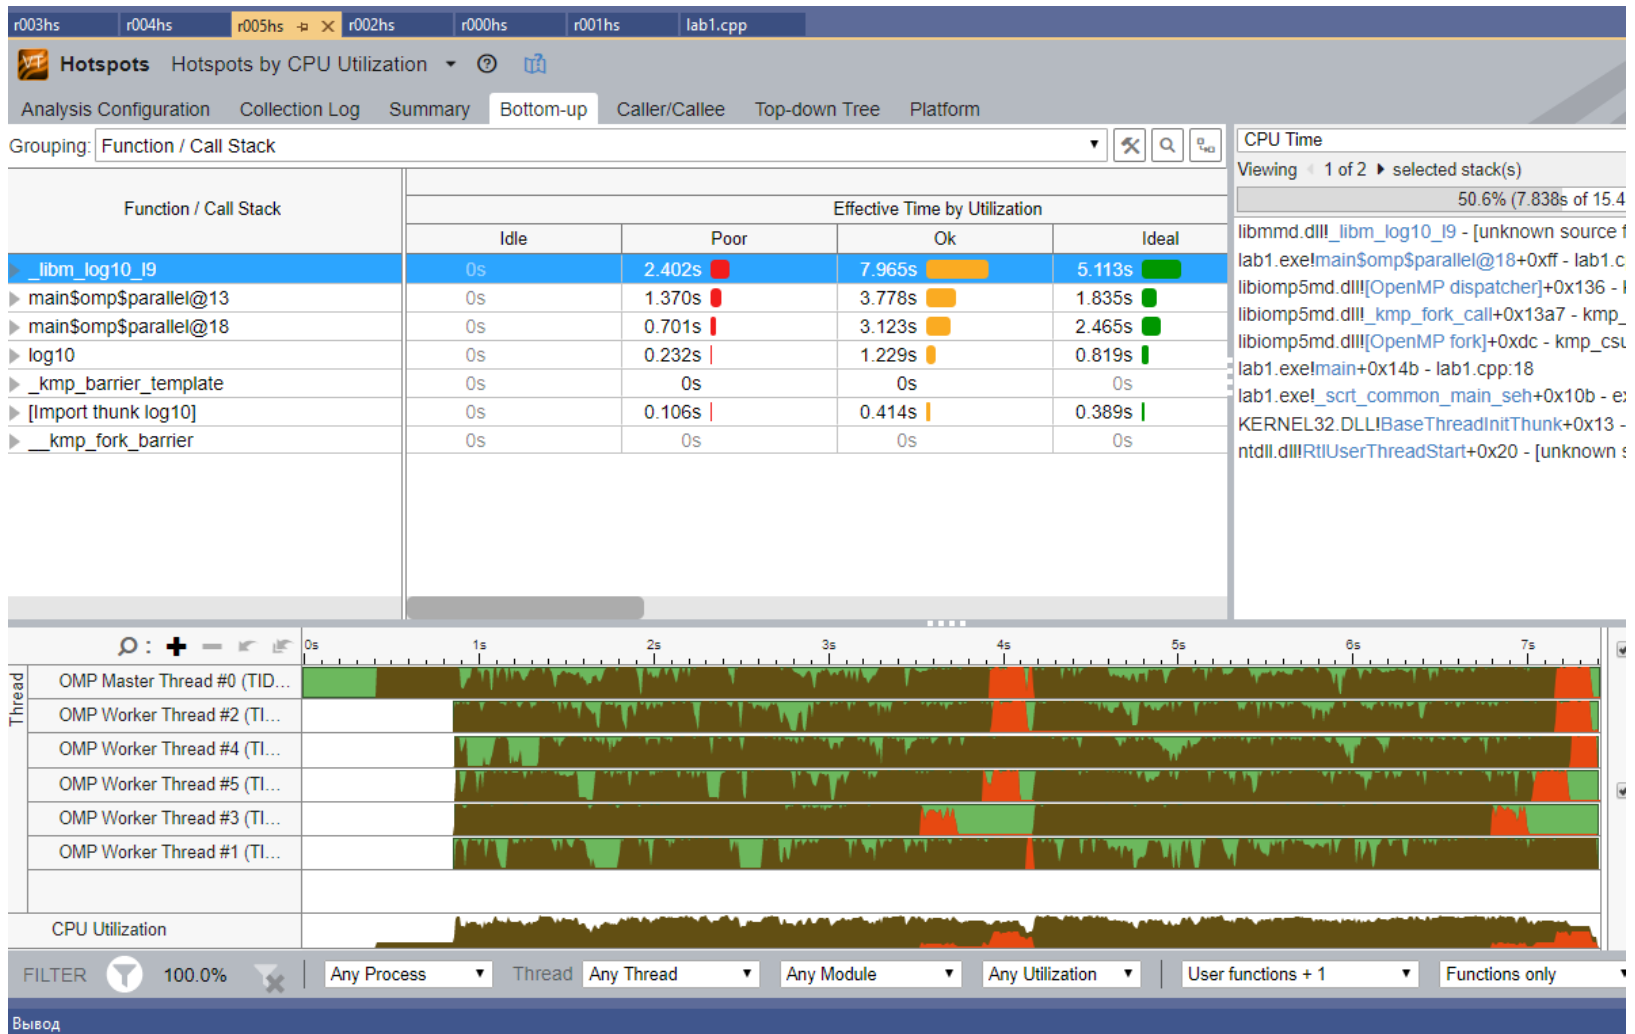 r003hs r004hs r005hs r002hs r000hs r001hs lab1.cpp
Hotspots Hotspots by CPU Utilization
Analysis Configuration Collection Log Summary Bottom-up Caller/Callee Top-down Tree Platform
Grouping: Function / Call Stack
CPU Time
Viewing 1 of 2 selected stack(s)
50.6% (7.838s of 15.4
Function / Call Stack
Effective Time by Utilization
Idle Poor Ok Ideal
_libm_log10_l9 0s 2.402s 7.965s 5.113s
main$omp$parallel@13 0s 1.370s 3.778s 1.835s
main$omp$parallel@18 0s 0.701s 3.123s 2.465s
log10 0s 0.232s 1.229s 0.819s
_kmp_barrier_template 0s 0s 0s 0s
[Import thunk log10] 0s 0.106s 0.414s 0.389s
__kmp_fork_barrier 0s 0s 0s 0s
libmmd.dll!_libm_log10_l9 - [unknown source f
lab1.exe!main$omp$parallel@18+0xff - lab1.c
libiomp5md.dll![OpenMP dispatcher]+0x136 - k
libiomp5md.dll!_kmp_fork_call+0x13a7 - kmp_
libiomp5md.dll![OpenMP fork]+0xdc - kmp_csu
lab1.exe!main+0x14b - lab1.cpp:18
lab1.exe!_scrt_common_main_seh+0x10b - ex
KERNEL32.DLL!BaseThreadInitThunk+0x13 -
ntdll.dll!RtlUserThreadStart+0x20 - [unknown s
0s 1s 2s 3s 4s 5s 6s 7s
Thread
OMP Master Thread #0 (TID...
OMP Worker Thread #2 (TI...
OMP Worker Thread #4 (TI...
OMP Worker Thread #5 (TI...
OMP Worker Thread #3 (TI...
OMP Worker Thread #1 (TI...
CPU Utilization
FILTER 100.0% Any Process Thread Any Thread Any Module Any Utilization User functions + 1 Functions only
Вывод